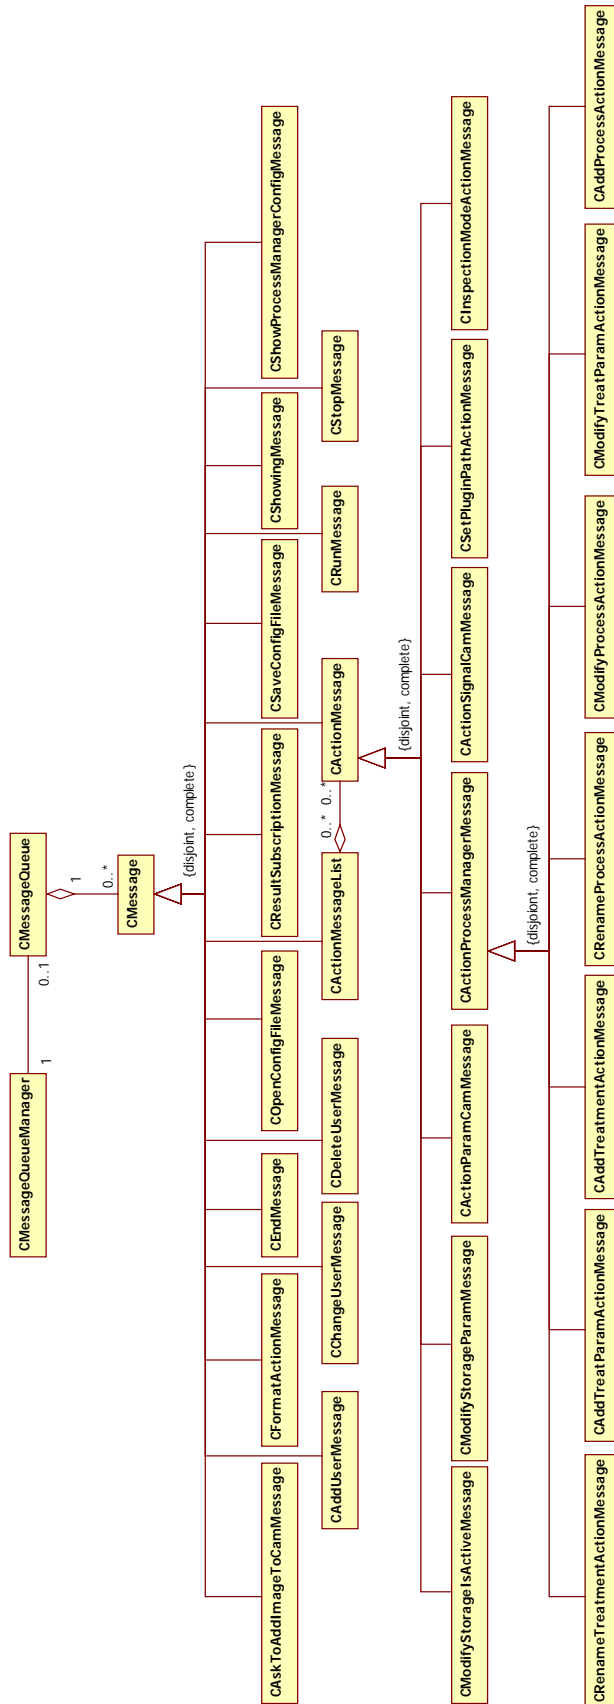 CMessageQueueManager
CMessageQueue
1
0..1
1
CMessage
0..*
{disjoint, complete}
CAskToAddImageToCamMessage
CFormatActionMessage
CEndMessage
COpenConfigFileMessage
CResultSubscriptionMessage
CSaveConfigFileMessage
CShowingMessage
CShowProcessManagerConfigMessage
CAddUserMessage
CChangeUserMessage
CDeleteUserMessage
CActionMessageList
0..*
0..*
CActionMessage
CRunMessage
CStopMessage
{disjoint, complete}
CModifyStorageIsActiveMessage
CModifyStorageParamMessage
CActionParamCamMessage
CActionProcessManagerMessage
CActionSignalCamMessage
CSetPluginPathActionMessage
CInspectionModeActionMessage
{disjoiont, complete}
CRenameTreatmentActionMessage
CAddTreatParamActionMessage
CAddTreatmentActionMessage
CRenameProcessActionMessage
CModifyProcessActionMessage
CModifyTreatParamActionMessage
CAddProcessActionMessage